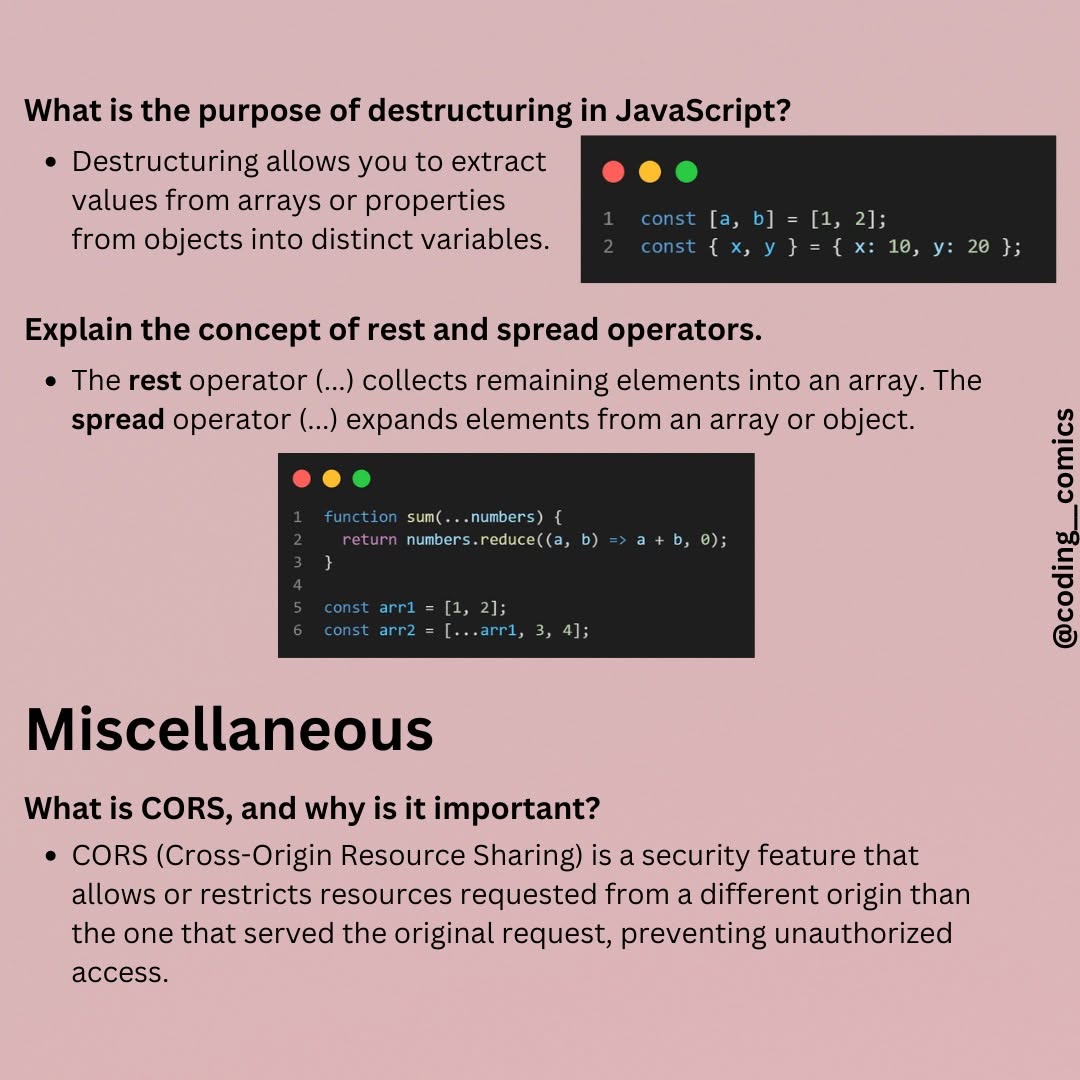 What is the purpose of destructuring in JavaScript?
• Destructuring allows you to extract
values from arrays or properties
from objects into distinct variables.
1 const [a, b] = [1, 2];
2 const { x, y } = { x: 10, y: 20 };
Explain the concept of rest and spread operators.
• The rest operator (...) collects remaining elements into an array. The
spread operator (...) expands elements from an array or object.
1 function sum(...numbers) {
2   return numbers.reduce((a, b) => a + b, 0);
3 }
4
5 const arr1 = [1, 2];
6 const arr2 = [...arr1, 3, 4];
@coding__comics
Miscellaneous
What is CORS, and why is it important?
• CORS (Cross-Origin Resource Sharing) is a security feature that
allows or restricts resources requested from a different origin than
the one that served the original request, preventing unauthorized
access.